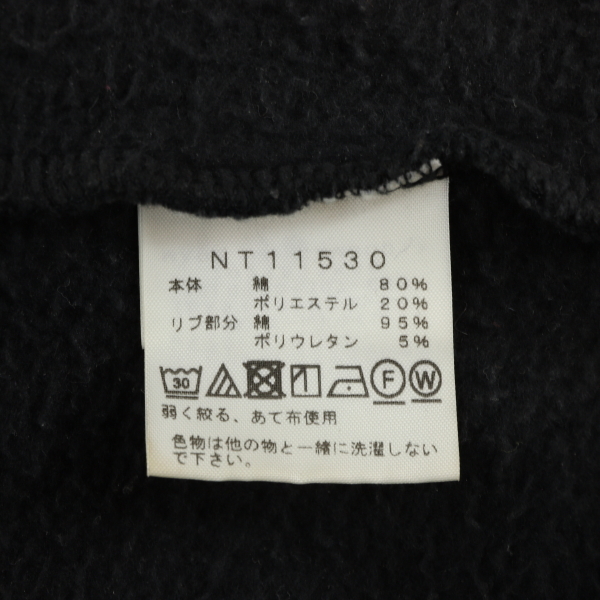 NT11530
本体 綿 80%
ポリエステル 20%
リブ部分 綿 95%
ポリウレタン 5%
30 F W
弱く絞る、あて布使用
色物は他の物と一緒に洗濯しない
で下さい。